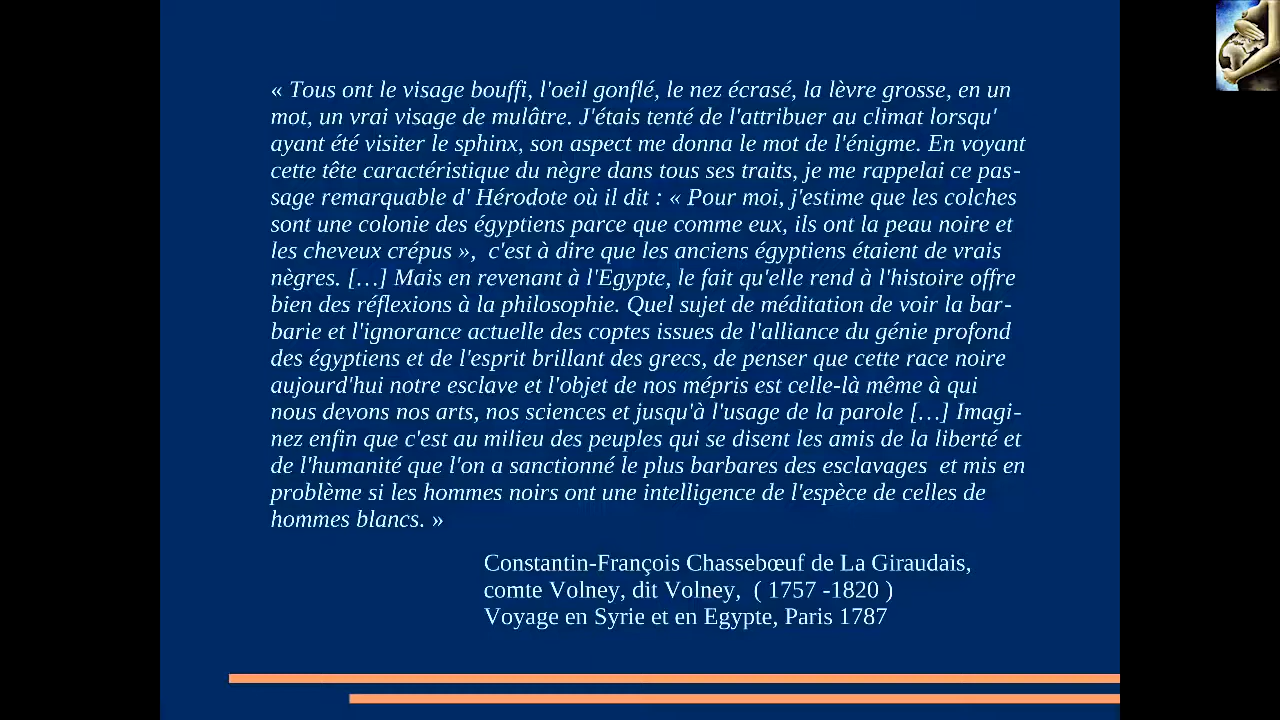 « Tous ont le visage bouffi, l'oeil gonflé, le nez écrasé, la lèvre grosse, en un
mot, un vrai visage de mulâtre. J'étais tenté de l'attribuer au climat lorsqu'
ayant été visiter le sphinx, son aspect me donna le mot de l'énigme. En voyant
cette tête caractéristique du nègre dans tous ses traits, je me rappelai ce pas-
sage remarquable d' Hérodote où il dit : « Pour moi, j'estime que les colches
sont une colonie des égyptiens parce que comme eux, ils ont la peau noire et
les cheveux crépus »,  c'est à dire que les anciens égyptiens étaient de vrais
nègres. […] Mais en revenant à l'Egypte, le fait qu'elle rend à l'histoire offre
bien des réflexions à la philosophie. Quel sujet de méditation de voir la bar-
barie et l'ignorance actuelle des coptes issues de l'alliance du génie profond
des égyptiens et de l'esprit brillant des grecs, de penser que cette race noire
aujourd'hui notre esclave et l'objet de nos mépris est celle-là même à qui
nous devons nos arts, nos sciences et jusqu'à l'usage de la parole […] Imagi-
nez enfin que c'est au milieu des peuples qui se disent les amis de la liberté et
de l'humanité que l'on a sanctionné le plus barbares des esclavages  et mis en
problème si les hommes noirs ont une intelligence de l'espèce de celles de
hommes blancs. »
Constantin-François Chassebœuf de La Giraudais,
comte Volney, dit Volney,  ( 1757 -1820 )
Voyage en Syrie et en Egypte, Paris 1787